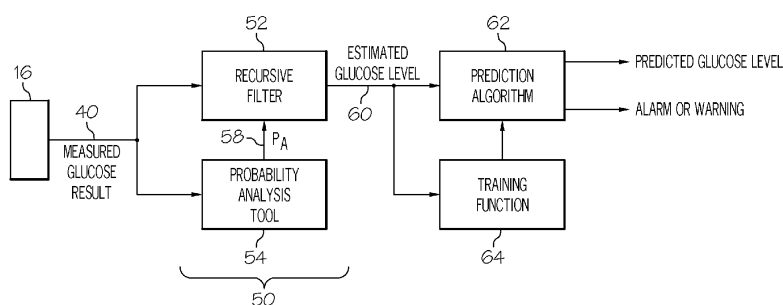 16
40
MEASURED
GLUCOSE
RESULT
52
RECURSIVE
FILTER
58
PA
PROBABILITY
ANALYSIS
TOOL
54
50
ESTIMATED
GLUCOSE LEVEL
60
62
PREDICTION
ALGORITHM
TRAINING
FUNCTION
64
PREDICTED GLUCOSE LEVEL
ALARM OR WARNING